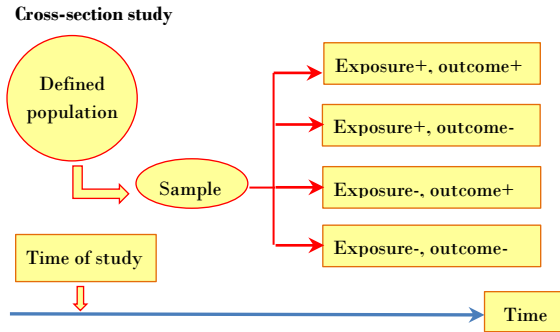 Cross-section study
Defined
population
Sample
Exposure+, outcome+
Exposure+, outcome-
Exposure-, outcome+
Exposure-, outcome-
Time of study
Time